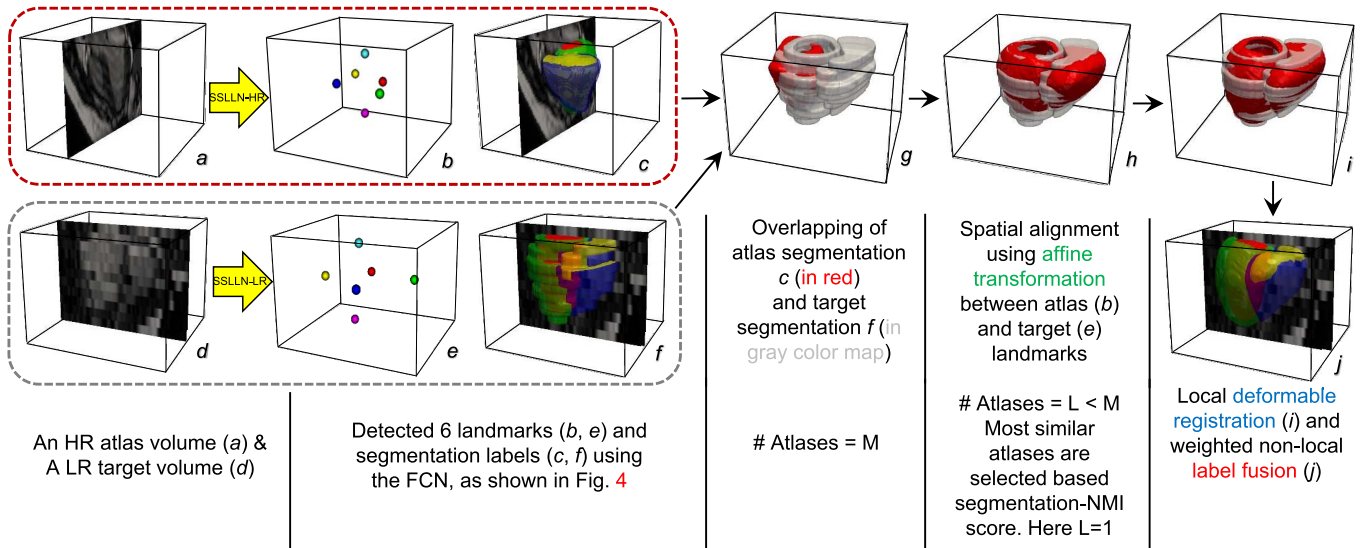 SSLLN-HR
a
b
c
g
h
i
SSLLN-LR
d
e
f
j
An HR atlas volume (a) &
A LR target volume (d)
Detected 6 landmarks (b, e) and
segmentation labels (c, f) using
the FCN, as shown in Fig. 4
Overlapping of
atlas segmentation
c (in red)
and target
segmentation f (in
gray color map)
# Atlases = M
Spatial alignment
using affine
transformation
between atlas (b)
and target (e)
landmarks
# Atlases = L < M
Most similar
atlases are
selected based
segmentation-NMI
score. Here L=1
Local deformable
registration (i) and
weighted non-local
label fusion (j)